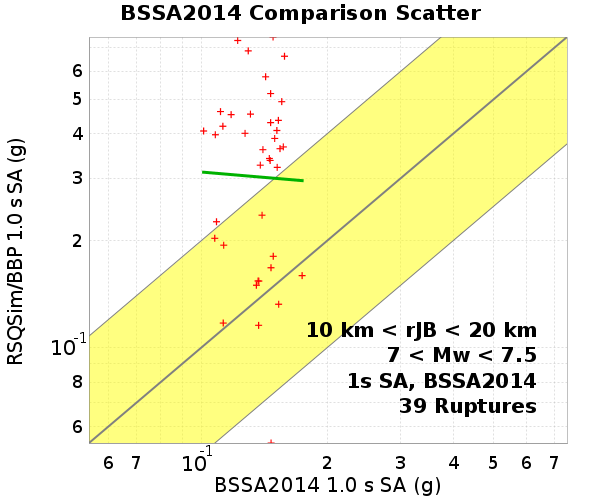 BSSA2014 Comparison Scatter
RSQSim/BBP 1.0 s SA (g)
6
5
4
3
2
10-1
8
6
10 km < rJB < 20 km
7 < Mw < 7.5
1s SA, BSSA2014
39 Ruptures
6 7 10-1 2 3 4 5 6 7
BSSA2014 1.0 s SA (g)